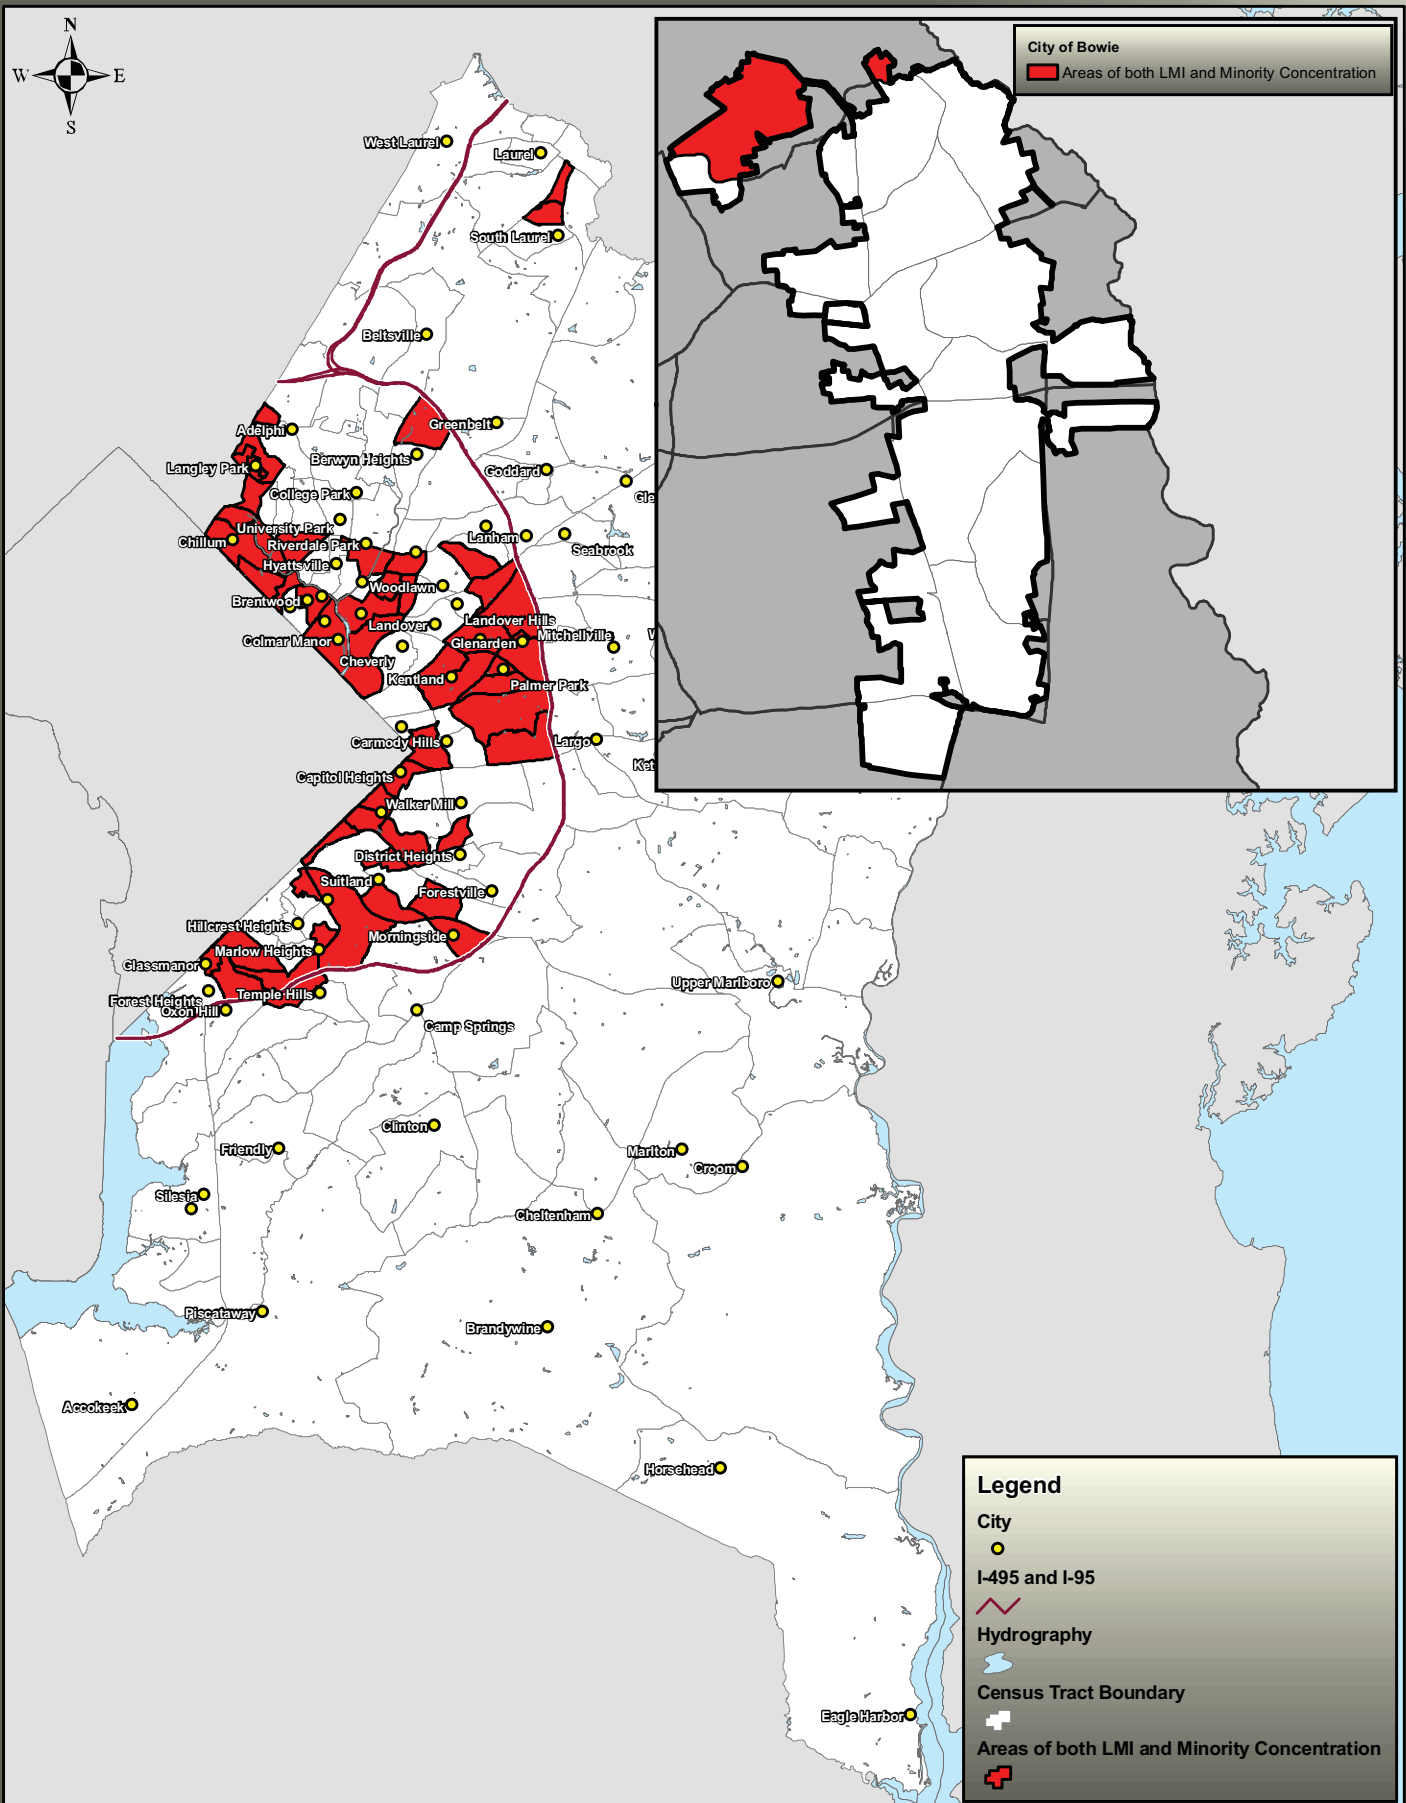 N
W
E
S
City of Bowie
Areas of both LMI and Minority Concentration
West Laurel
Laurel
South Laurel
Beltsville
Greenbelt
Adelphi
Berwyn Heights
Langley Park
Goddard
College Park
Gle
University Park
Chillum
Riverdale Park
Lanham
Seabrook
Hyattsville
Woodlawn
Brentwood
Landover Hills
Landover
Colmar Manor
Glenarden
Mitchellville
W
Cheverly
Kentland
Palmer Park
Carmody Hills
Largo
Ket
Capitol Heights
Walker Mill
District Heights
Suitland
Forestville
Hillcrest Heights
Morningside
Marlow Heights
Glassmanor
Upper Marlboro
Temple Hills
Forest Heights
Oxon Hill
Camp Springs
Clinton
Friendly
Marlton
Croom
Silesia
Cheltenham
Piscataway
Brandywine
Accokeek
Horsehead
Eagle Harbor
Legend
City
I-495 and I-95
Hydrography
Census Tract Boundary
Areas of both LMI and Minority Concentration